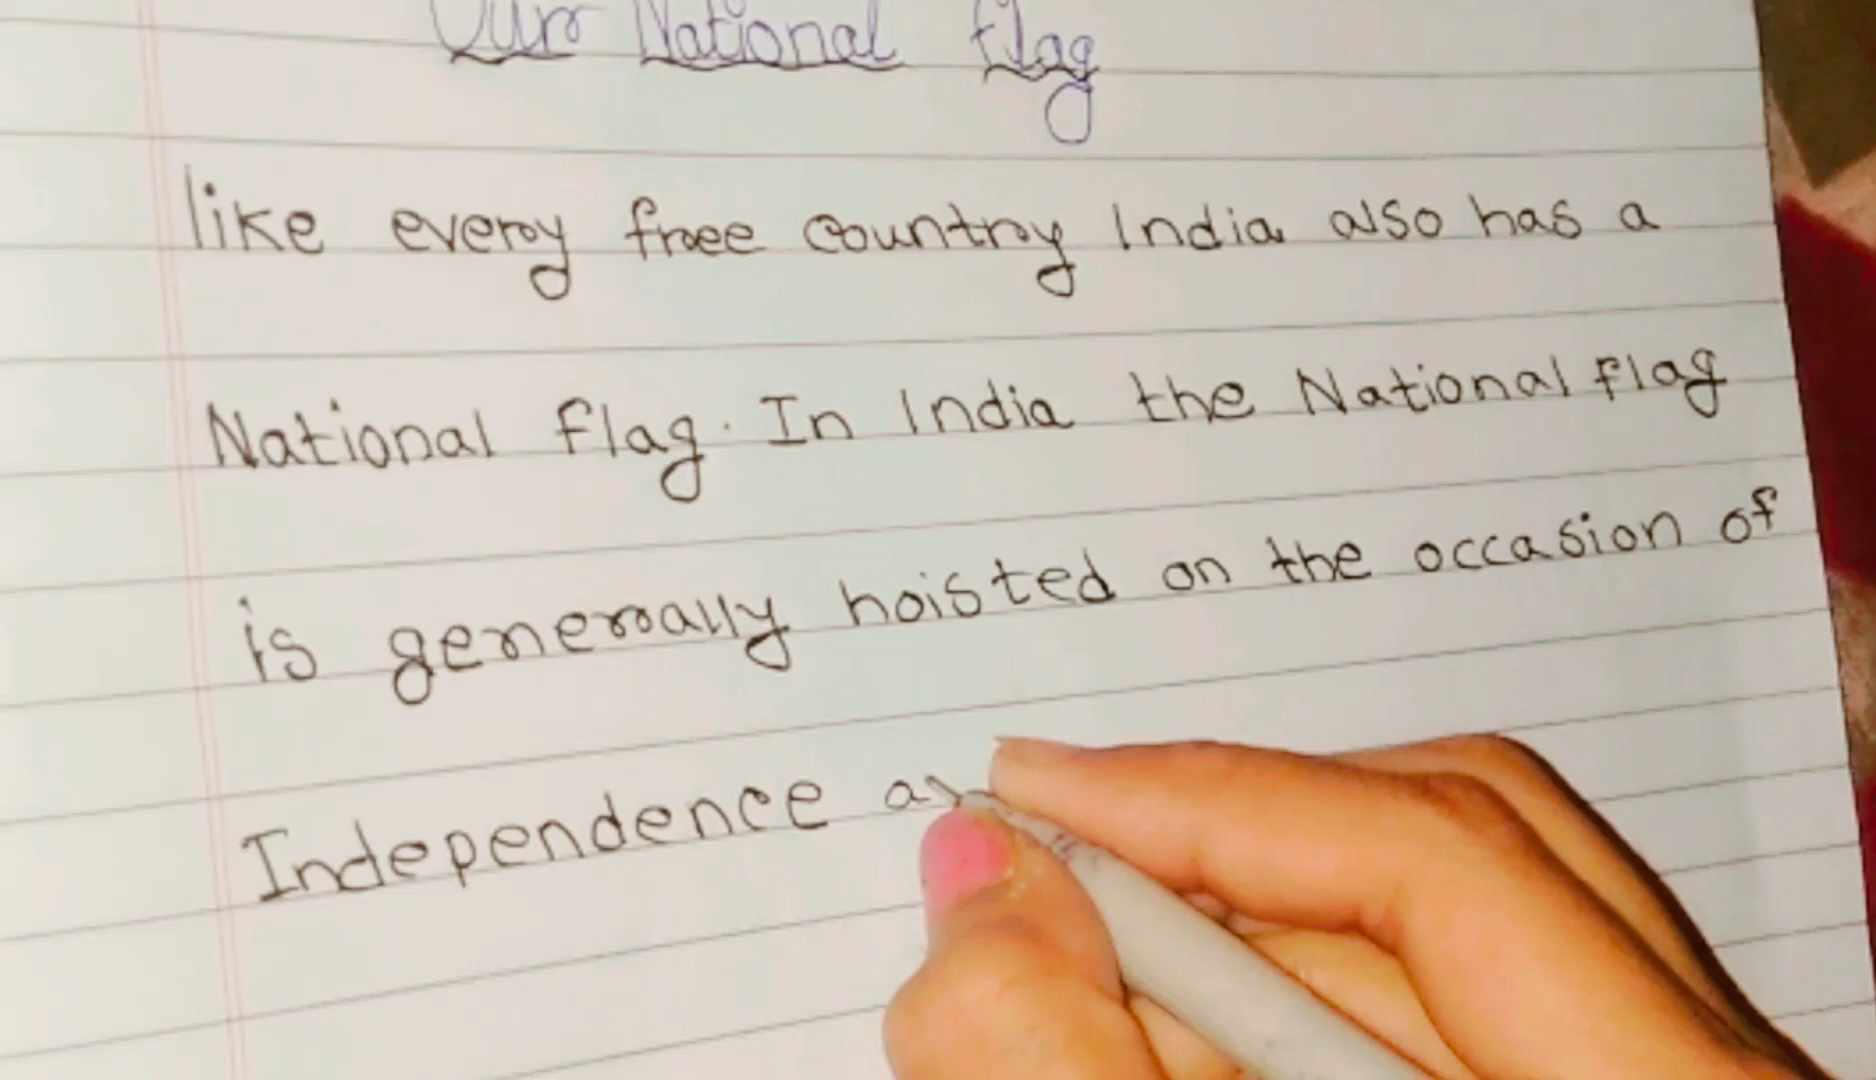 Our National flag
like every free country India also has a
National flag. In India the National flag
is generally hoisted on the occasion of
Independence